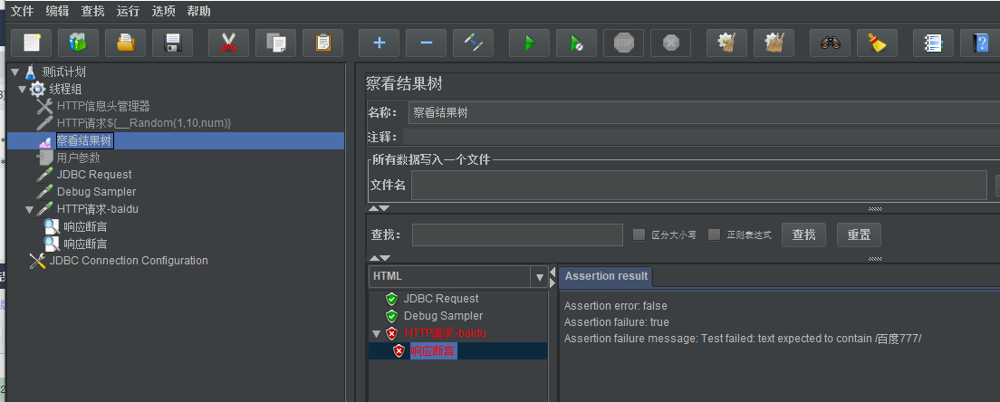 文件 编辑 查找 运行 选项 帮助
测试计划
线程组
HTTP信息头管理器
HTTP请求${__Random(1,10,num)}
察看结果树
用户参数
JDBC Request
Debug Sampler
HTTP请求-baidu
响应断言
响应断言
JDBC Connection Configuration
察看结果树
名称： 察看结果树
注释：
所有数据写入一个文件
文件名
查找： 区分大小写 正则表达式 查找 重置
HTML
JDBC Request
Debug Sampler
HTTP请求-baidu
响应断言
Assertion result
Assertion error: false
Assertion failure: true
Assertion failure message: Test failed: text expected to contain /百度777/